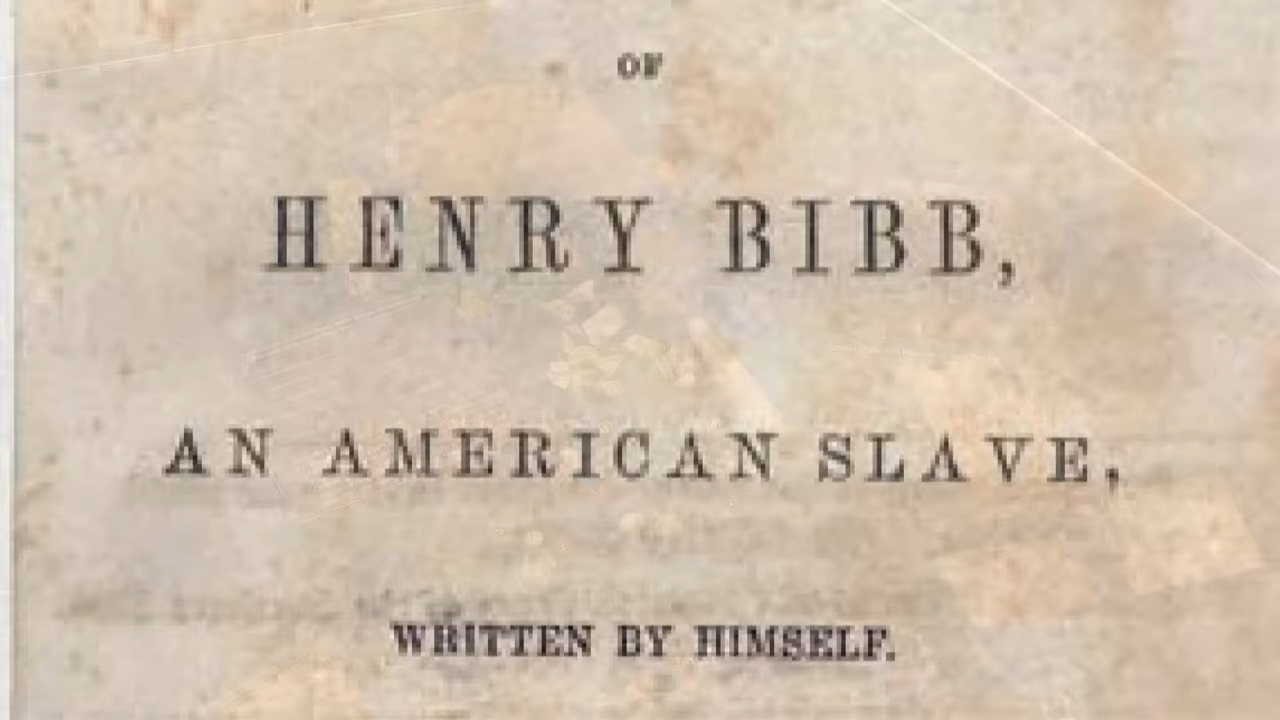 OF
HENRY BIBB,
AN AMERICAN SLAVE,
WRITTEN BY HIMSELF.